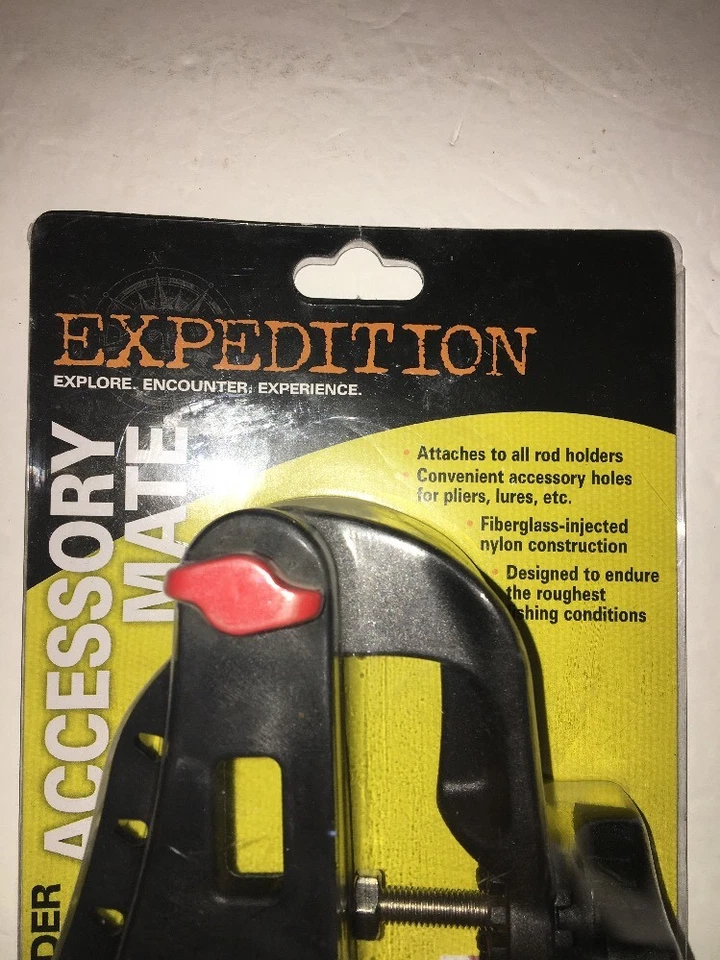 N
EXPEDITION
EXPLORE. ENCOUNTER. EXPERIENCE.
ACCESSORY
MATE
Attaches to all rod holders
Convenient accessory holes
for pliers, lures, etc.
Fiberglass-injected
nylon construction
Designed to endure
the roughest
shing conditions
DER